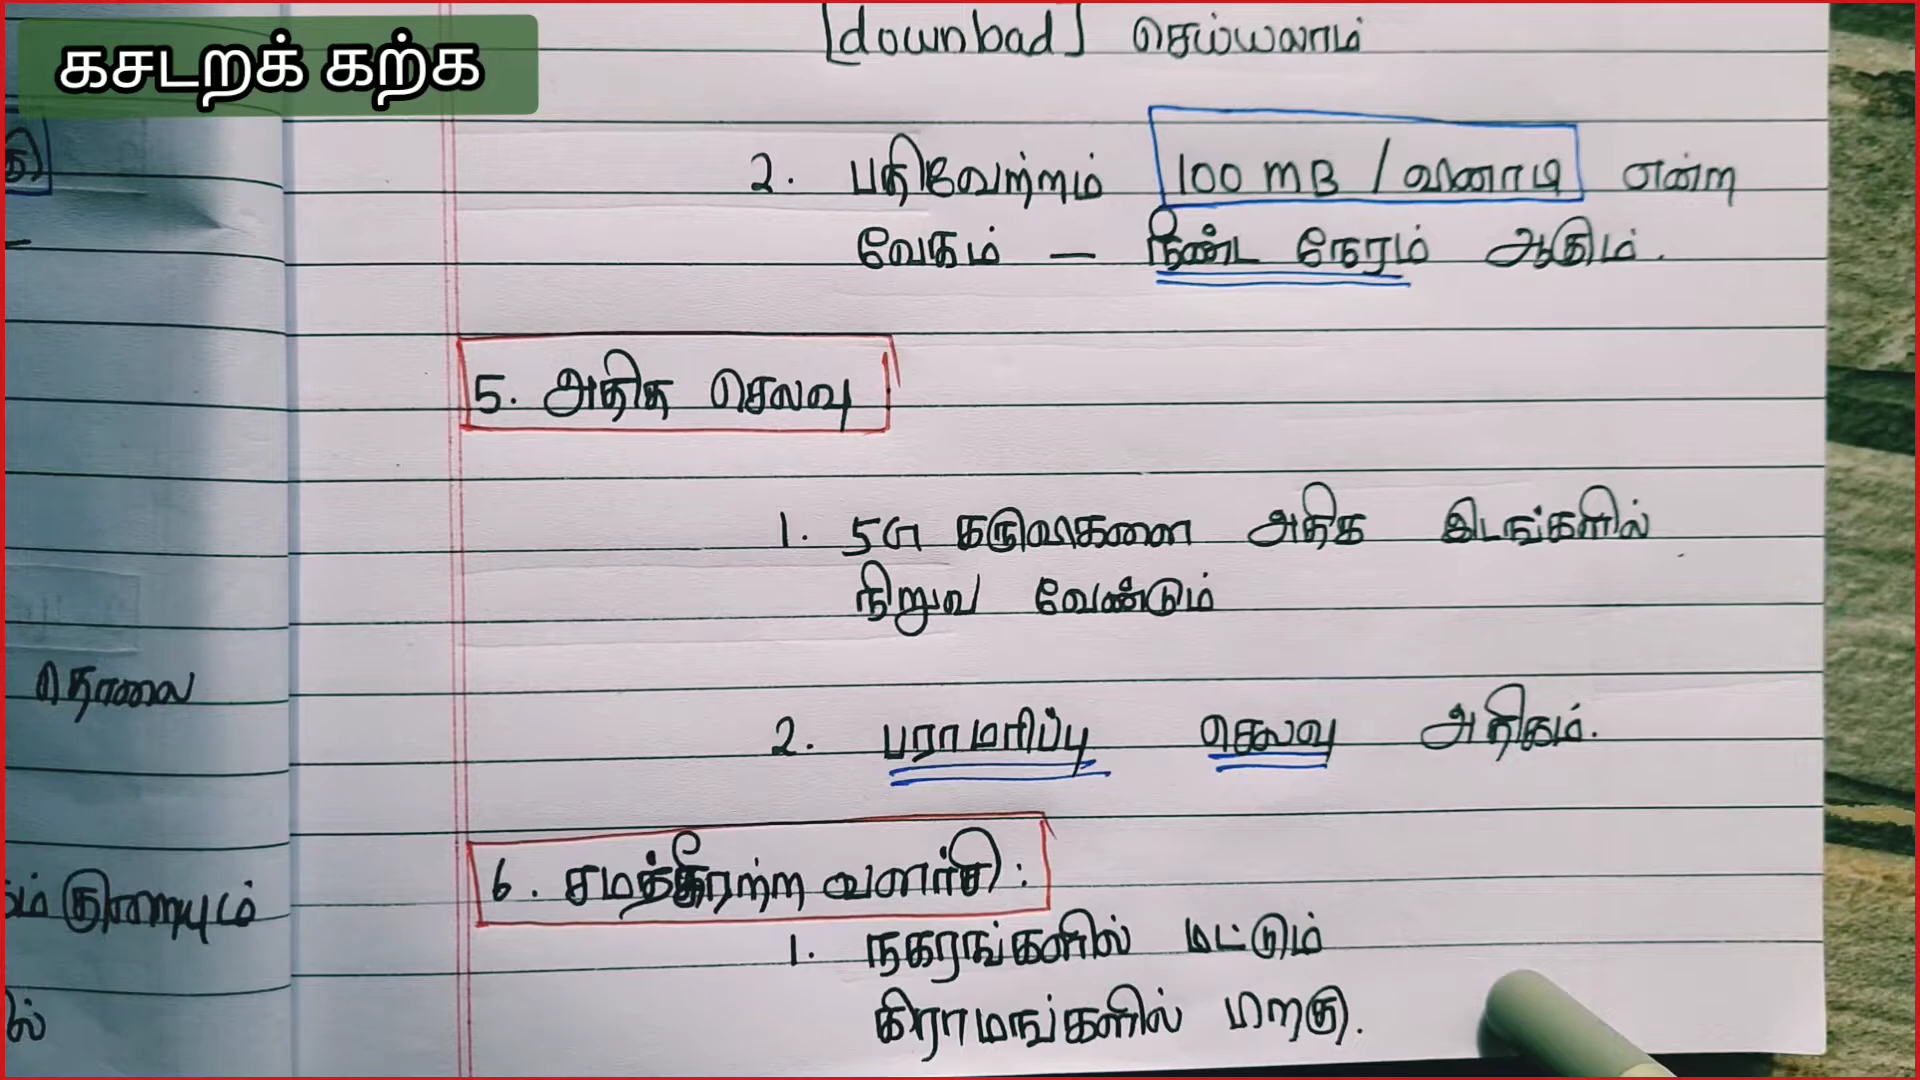 கசடறக் கற்க
[download] செய்யலாம்
2. பதிவேற்றம் 100 MB / வினாடி என்ற
வேகம் — நீண்ட நேரம் ஆகும்.
5. அதிக செலவு
1. 5G கருவிகளை அதிக இடங்களில்
நிறுவ வேண்டும்
2. பராமரிப்பு செலவு அதிகம்.
6. சமத்தீரற்ற வளர்ச்சி :
1. நகரங்களில் மட்டும்
கிராமங்களில்
தொலை
ல்